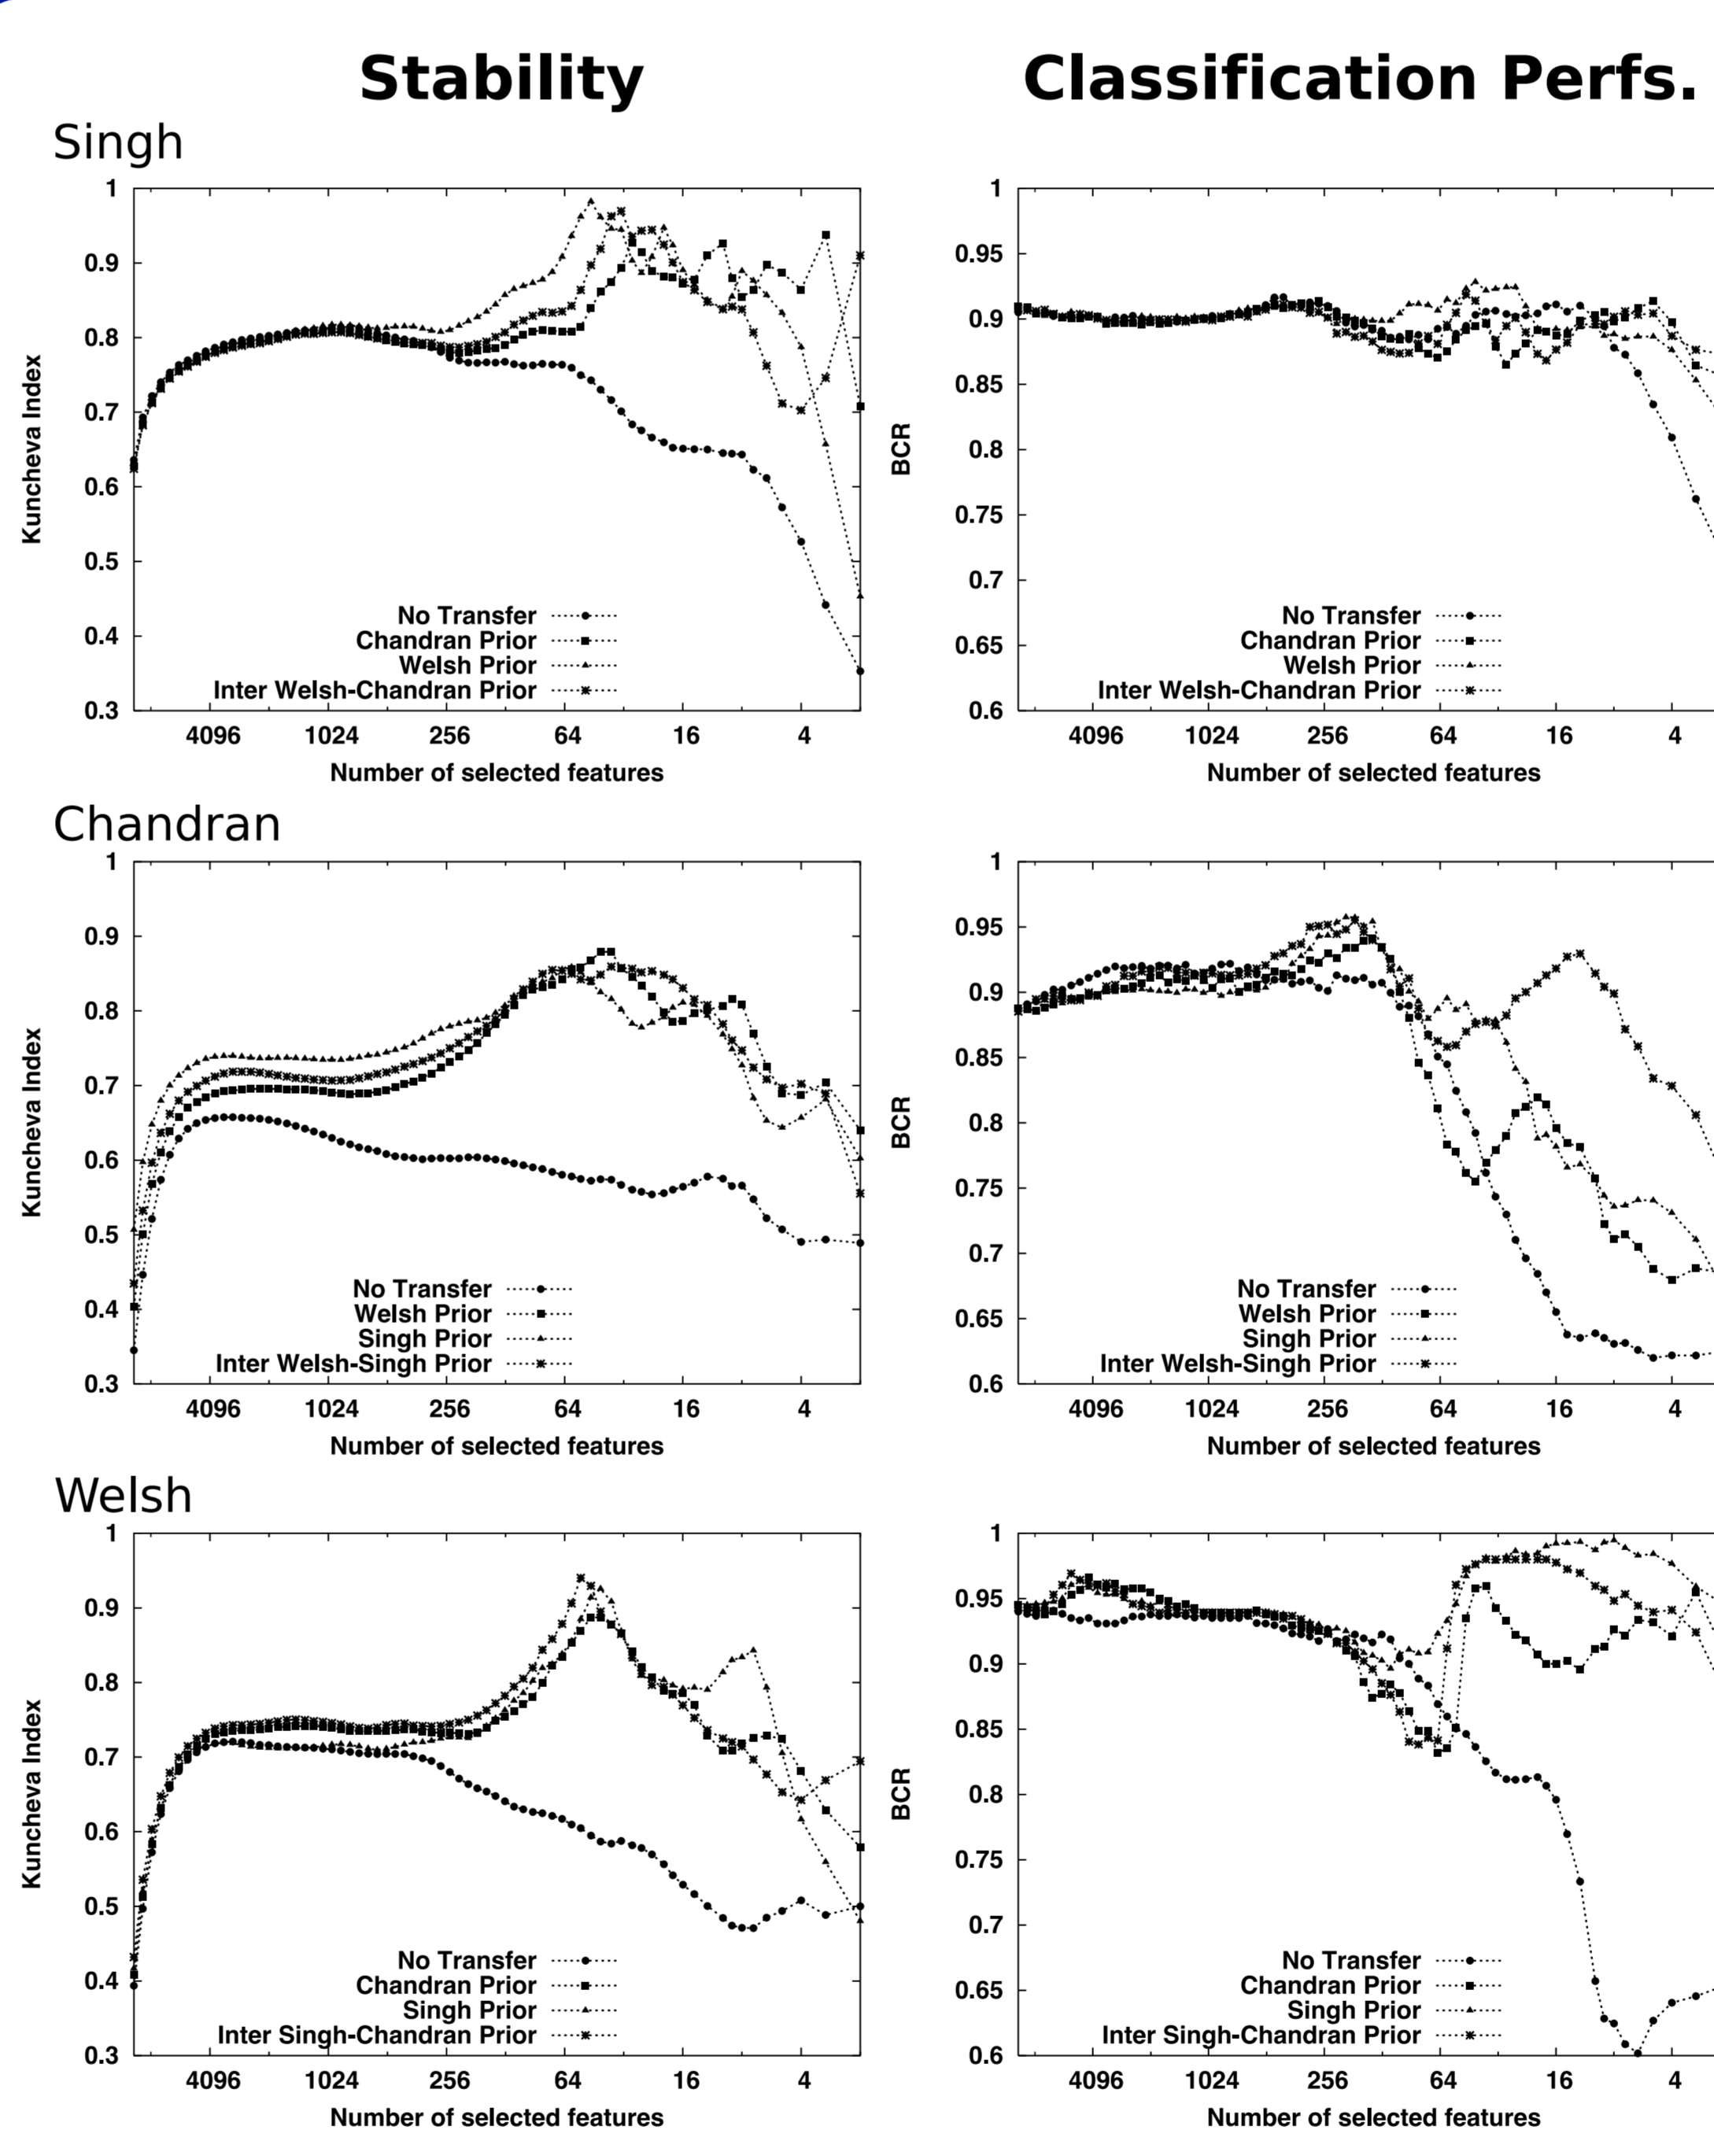 Stability
Classification Perfs.
Singh
1
0.9
0.8
0.7
0.6
0.5
0.4
0.3
Kuncheva Index
No Transfer
Chandran Prior
Welsh Prior
Inter Welsh-Chandran Prior
4096 1024 256 64 16 4
Number of selected features
1
0.95
0.9
0.85
0.8
0.75
0.7
0.65
0.6
BCR
No Transfer
Chandran Prior
Welsh Prior
Inter Welsh-Chandran Prior
4096 1024 256 64 16 4
Number of selected features
Chandran
1
0.9
0.8
0.7
0.6
0.5
0.4
0.3
Kuncheva Index
No Transfer
Welsh Prior
Singh Prior
Inter Welsh-Singh Prior
4096 1024 256 64 16 4
Number of selected features
1
0.95
0.9
0.85
0.8
0.75
0.7
0.65
0.6
BCR
No Transfer
Welsh Prior
Singh Prior
Inter Welsh-Singh Prior
4096 1024 256 64 16 4
Number of selected features
Welsh
1
0.9
0.8
0.7
0.6
0.5
0.4
0.3
Kuncheva Index
No Transfer
Chandran Prior
Singh Prior
Inter Singh-Chandran Prior
4096 1024 256 64 16 4
Number of selected features
1
0.95
0.9
0.85
0.8
0.75
0.7
0.65
0.6
BCR
No Transfer
Chandran Prior
Singh Prior
Inter Singh-Chandran Prior
4096 1024 256 64 16 4
Number of selected features